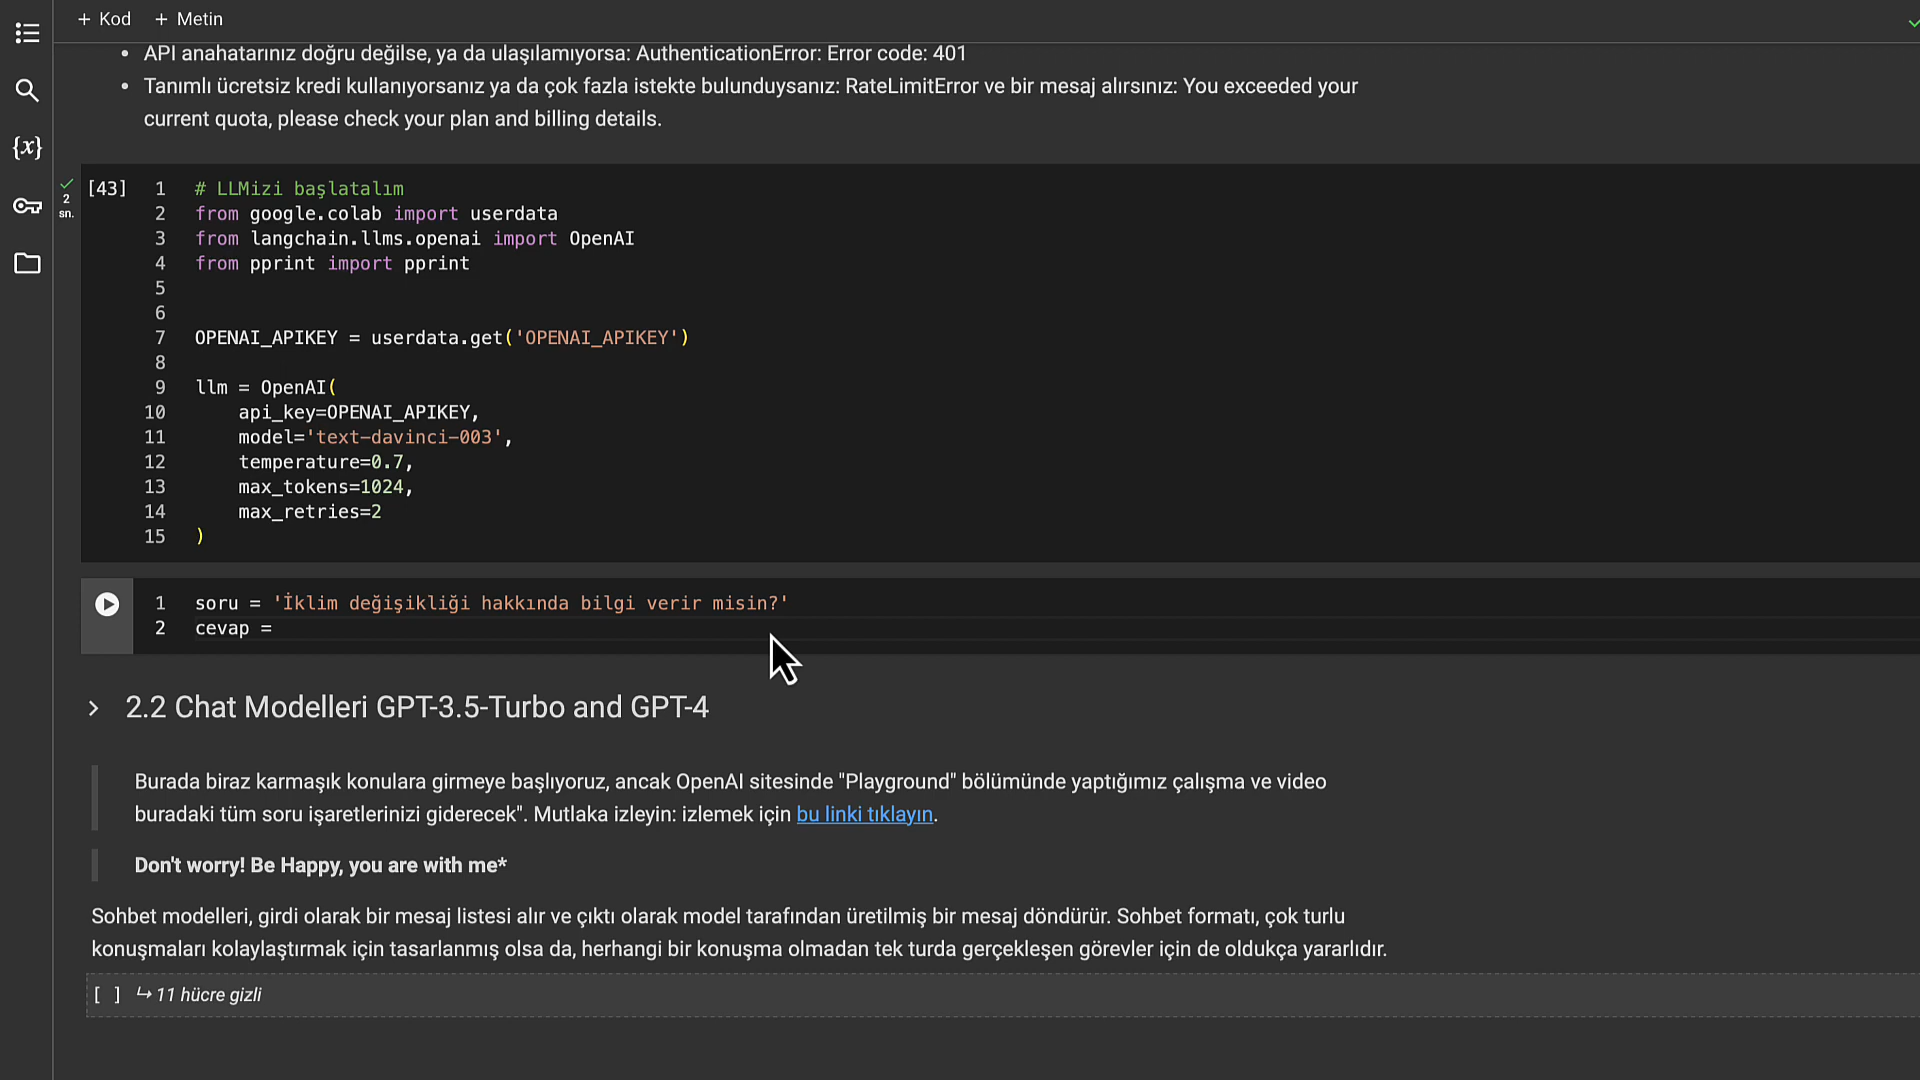 + Kod + Metin
• API anahatarınız doğru değilse, ya da ulaşılamıyorsa: AuthenticationError: Error code: 401
• Tanımlı ücretsiz kredi kullanıyorsanız ya da çok fazla istekte bulunduysanız: RateLimitError ve bir mesaj alırsınız: You exceeded your
current quota, please check your plan and billing details.
{x}
2
sn.
[43]
1 # LLMizi başlatalım
2 from google.colab import userdata
3 from langchain.llms.openai import OpenAI
4 from pprint import pprint
5
6
7 OPENAI_APIKEY = userdata.get('OPENAI_APIKEY')
8
9 llm = OpenAI(
10     api_key=OPENAI_APIKEY,
11     model='text-davinci-003',
12     temperature=0.7,
13     max_tokens=1024,
14     max_retries=2
15 )
1 soru = 'İklim değişikliği hakkında bilgi verir misin?'
2 cevap =
2.2 Chat Modelleri GPT-3.5-Turbo and GPT-4
Burada biraz karmaşık konulara girmeye başlıyoruz, ancak OpenAI sitesinde "Playground" bölümünde yaptığımız çalışma ve video
buradaki tüm soru işaretlerinizi giderecek". Mutlaka izleyin: izlemek için bu linki tıklayın.
Don't worry! Be Happy, you are with me*
Sohbet modelleri, girdi olarak bir mesaj listesi alır ve çıktı olarak model tarafından üretilmiş bir mesaj döndürür. Sohbet formatı, çok turlu
konuşmaları kolaylaştırmak için tasarlanmış olsa da, herhangi bir konuşma olmadan tek turda gerçekleşen görevler için de oldukça yararlıdır.
[ ] ↳ 11 hücre gizli